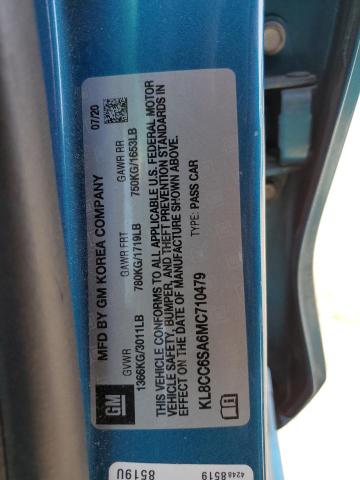 MFD BY GM KOREA COMPANY 07/20
GVWR GAWR FRT GAWR RR
1366KG/3011LB 780KG/1719LB 750KG/1653LB
THIS VEHICLE CONFORMS TO ALL APPLICABLE U.S. FEDERAL MOTOR
VEHICLE SAFETY, BUMPER, AND THEFT PREVENTION STANDARDS IN
EFFECT ON THE DATE OF MANUFACTURE SHOWN ABOVE.
KL8CC6SA6MC710479 TYPE: PASS CAR
GM
4248 8519
8519U